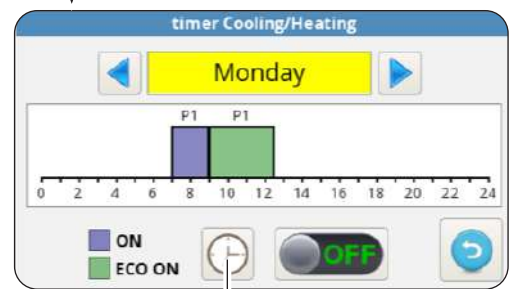 timer Cooling/Heating
Monday
P1 P1
0 2 4 6 8 10 12 14 16 18 20 22 24
ON
ECO ON
OFF